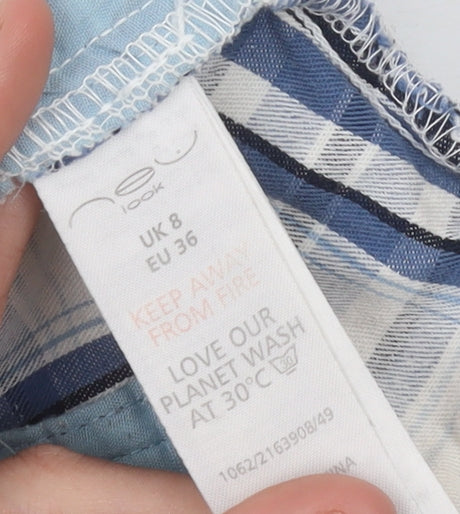 new
look
UK 8
EU 36
KEEP AWAY
FROM FIRE
LOVE OUR
PLANET WASH
AT 30°C 30
1062/2163908/49